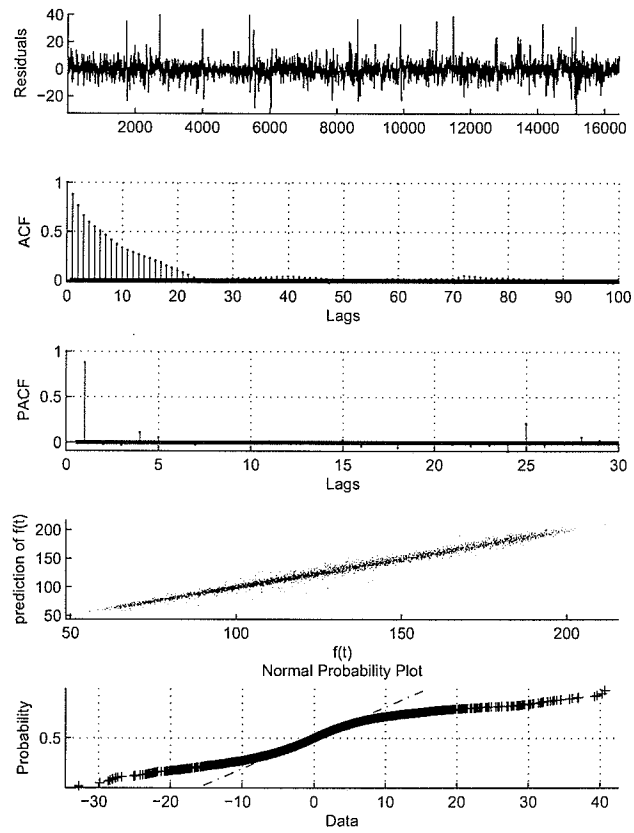 40
20
0
−20
Residuals
2000 4000 6000 8000 10000 12000 14000 16000
1
0.5
0
ACF
0 10 20 30 40 50 60 70 80 90 100
Lags
1
0.5
0
PACF
0 5 10 15 20 25 30
Lags
200
150
100
50
prediction of f(t)
50 100 150 200
f(t)
Normal Probability Plot
0.5
Probability
−30 −20 −10 0 10 20 30 40
Data